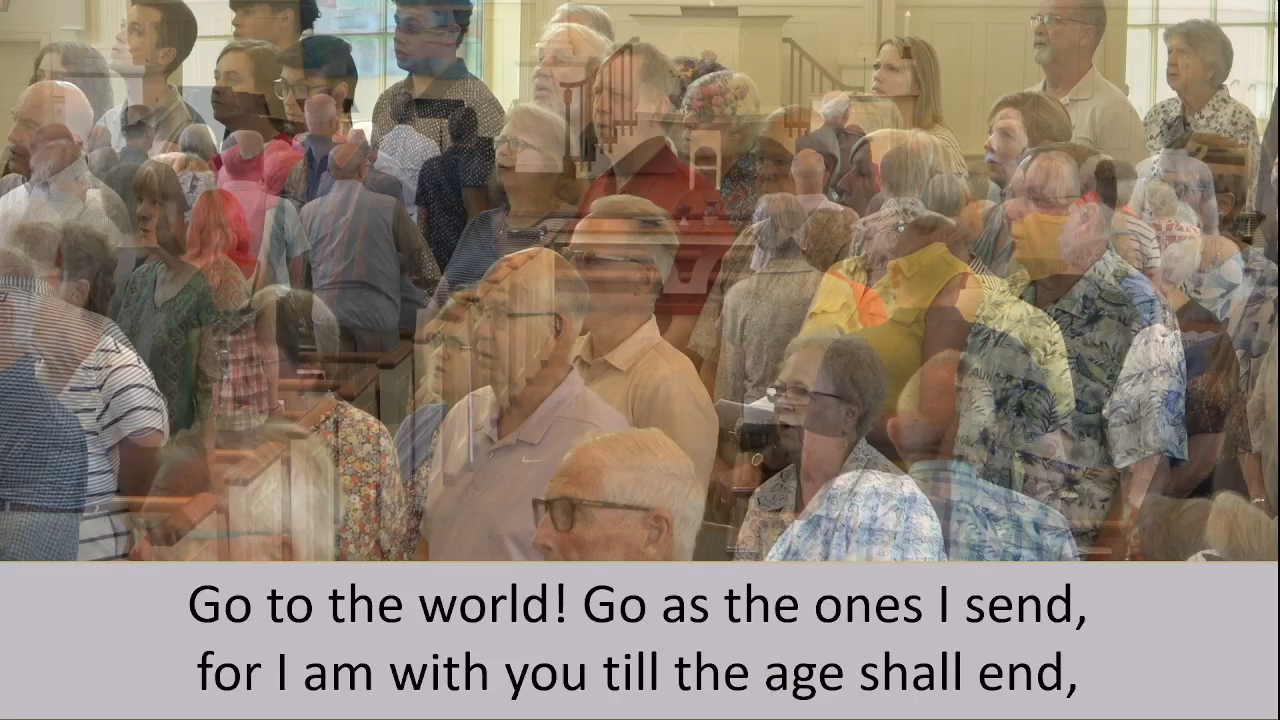 Go to the world! Go as the ones I send,
for I am with you till the age shall end,